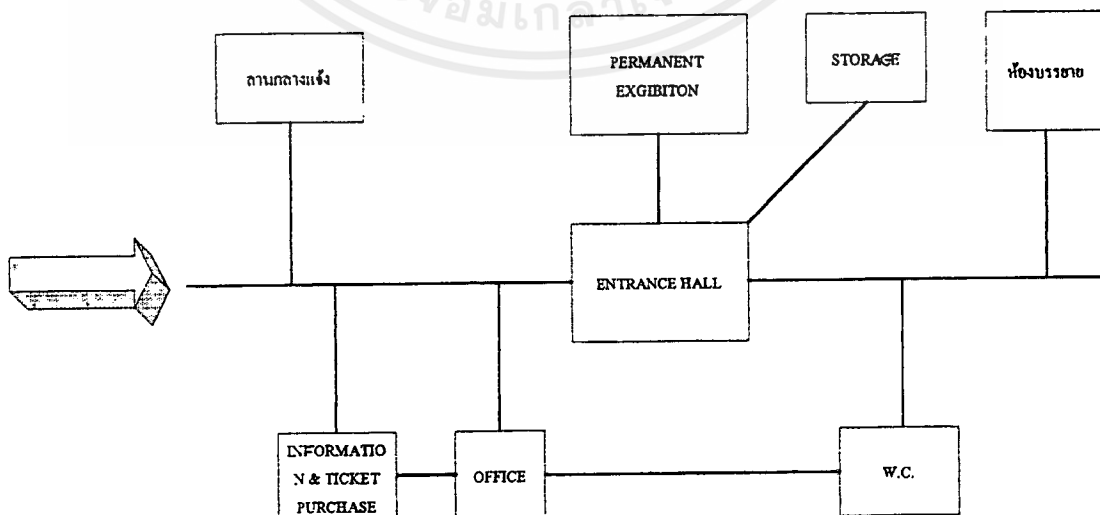 ลานกลางแจ้ง
PERMANENT
EXGIBITON
STORAGE
ห้องบรรยาย
ENTRANCE HALL
INFORMATIO
N & TICKET
PURCHASE
OFFICE
W.C.